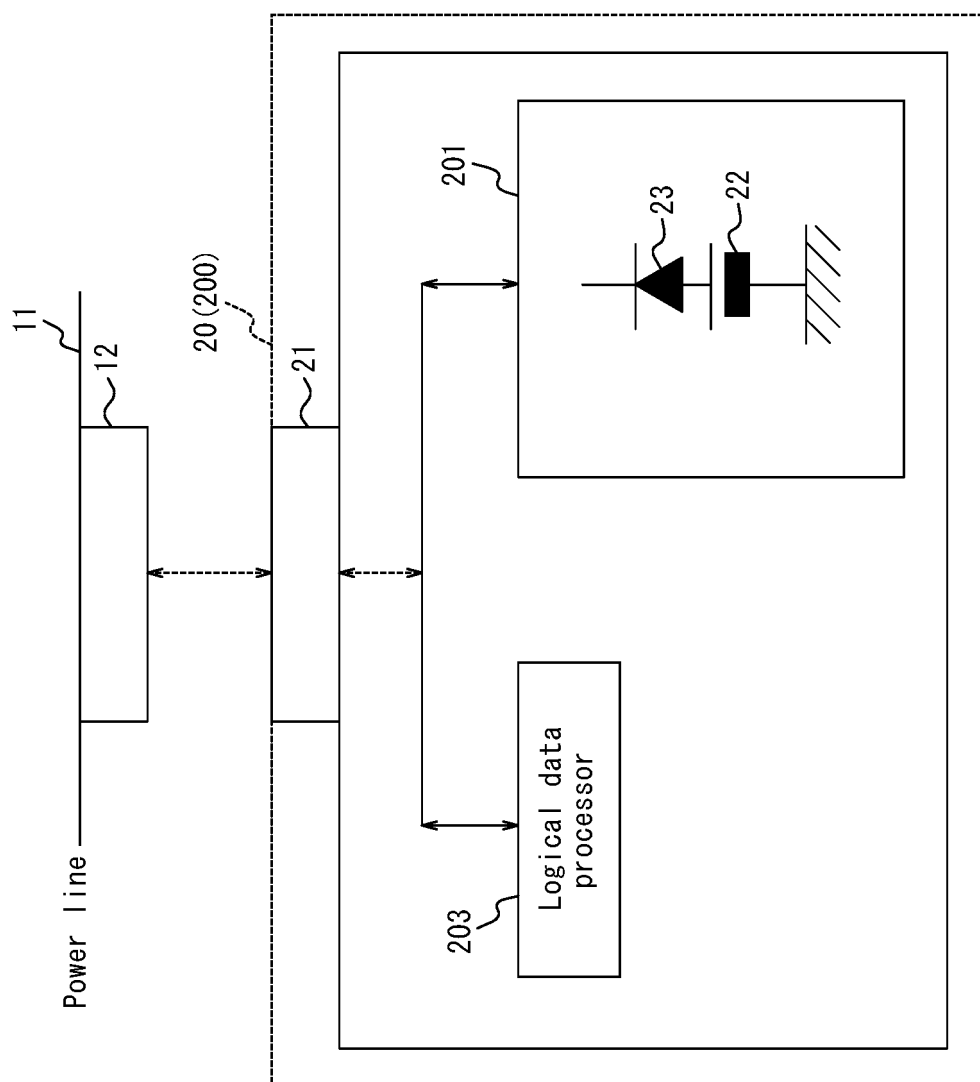 Power line
11
12
20(200)
21
201
23
22
203
Logical data
processor